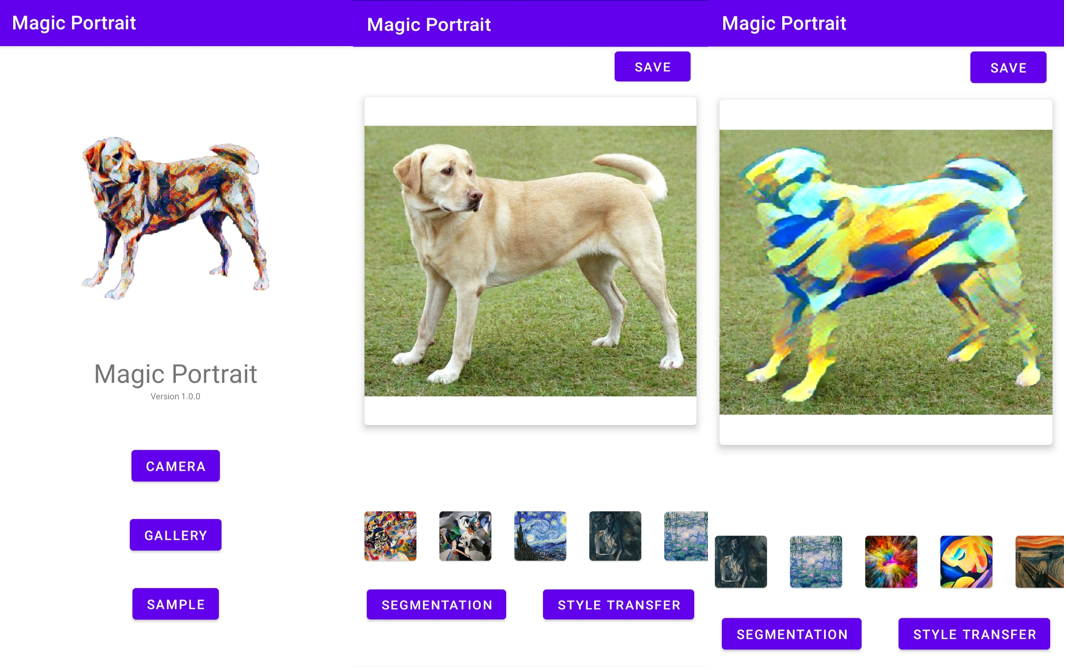 Magic Portrait
Magic Portrait
Version 1.0.0
CAMERA
GALLERY
SAMPLE
Magic Portrait
SAVE
SEGMENTATION
STYLE TRANSFER
Magic Portrait
SAVE
SEGMENTATION
STYLE TRANSFER